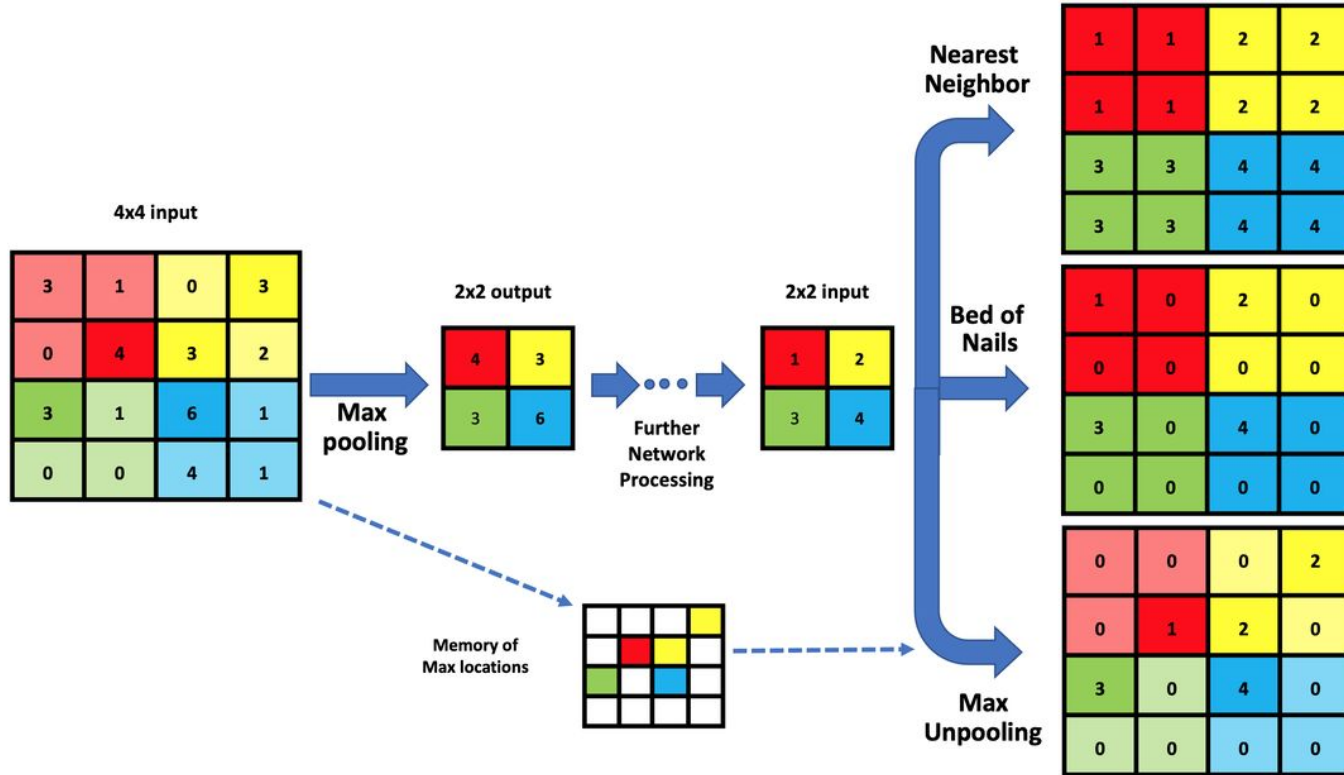 4x4 input
3 1 0 3
0 4 3 2
3 1 6 1
0 0 4 1
Max
pooling
2x2 output
4 3
3 6
Further
Network
Processing
2x2 input
1 2
3 4
Memory of
Max locations
Nearest
Neighbor
1 1 2 2
1 1 2 2
3 3 4 4
3 3 4 4
Bed of
Nails
1 0 2 0
0 0 0 0
3 0 4 0
0 0 0 0
Max
Unpooling
0 0 0 2
0 1 2 0
3 0 4 0
0 0 0 0